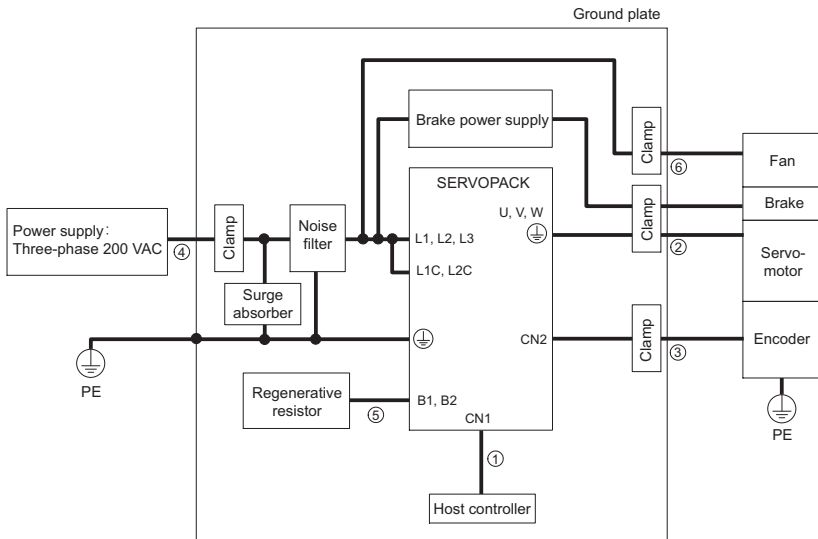 Ground plate
Brake power supply
Clamp
⑥
Fan
SERVOPACK
U, V, W
Clamp
②
Brake
Servo-
motor
Power supply:
Three-phase 200 VAC
④
Clamp
Noise
filter
L1, L2, L3
L1C, L2C
Surge
absorber
PE
CN2
Clamp
③
Encoder
PE
Regenerative
resistor
⑤
B1, B2
CN1
①
Host controller